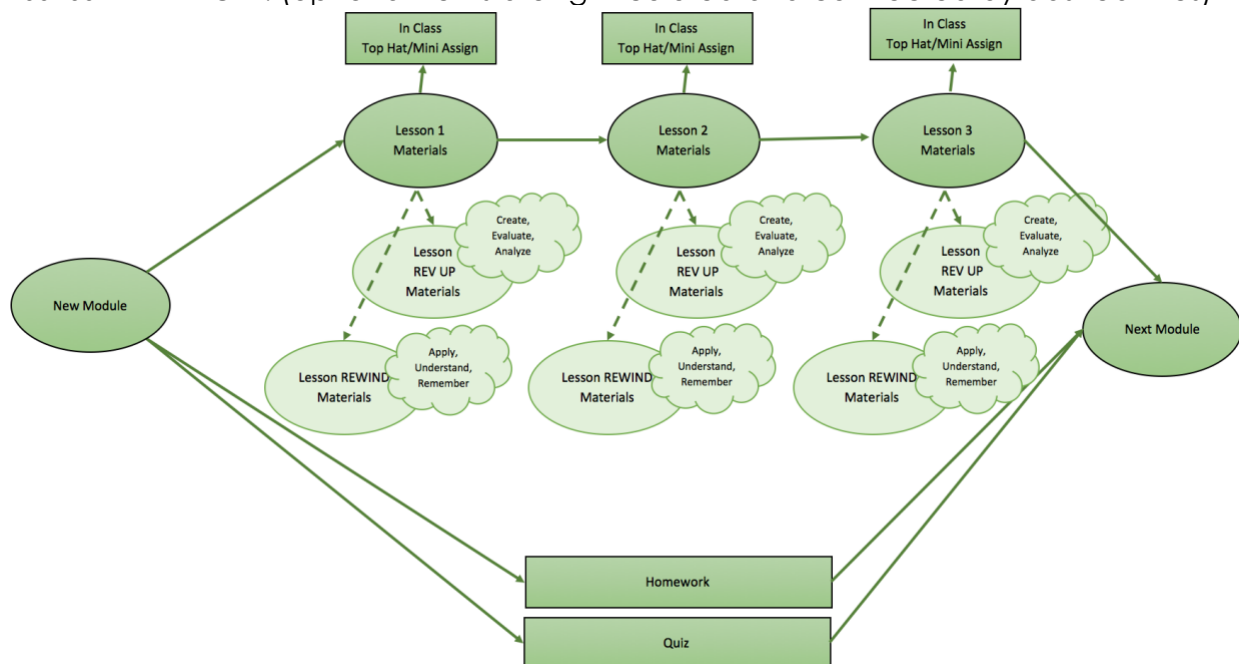 In Class
Top Hat/Mini Assign
In Class
Top Hat/Mini Assign
In Class
Top Hat/Mini Assign
Lesson 1
Materials
Lesson 2
Materials
Lesson 3
Materials
Create,
Evaluate,
Analyze
Lesson
REV UP
Materials
Create,
Evaluate,
Analyze
Lesson
REV UP
Materials
Create,
Evaluate,
Analyze
Lesson
REV UP
Materials
New Module
Next Module
Apply,
Understand,
Remember
Lesson REWIND
Materials
Apply,
Understand,
Remember
Lesson REWIND
Materials
Apply,
Understand,
Remember
Lesson REWIND
Materials
Homework
Quiz